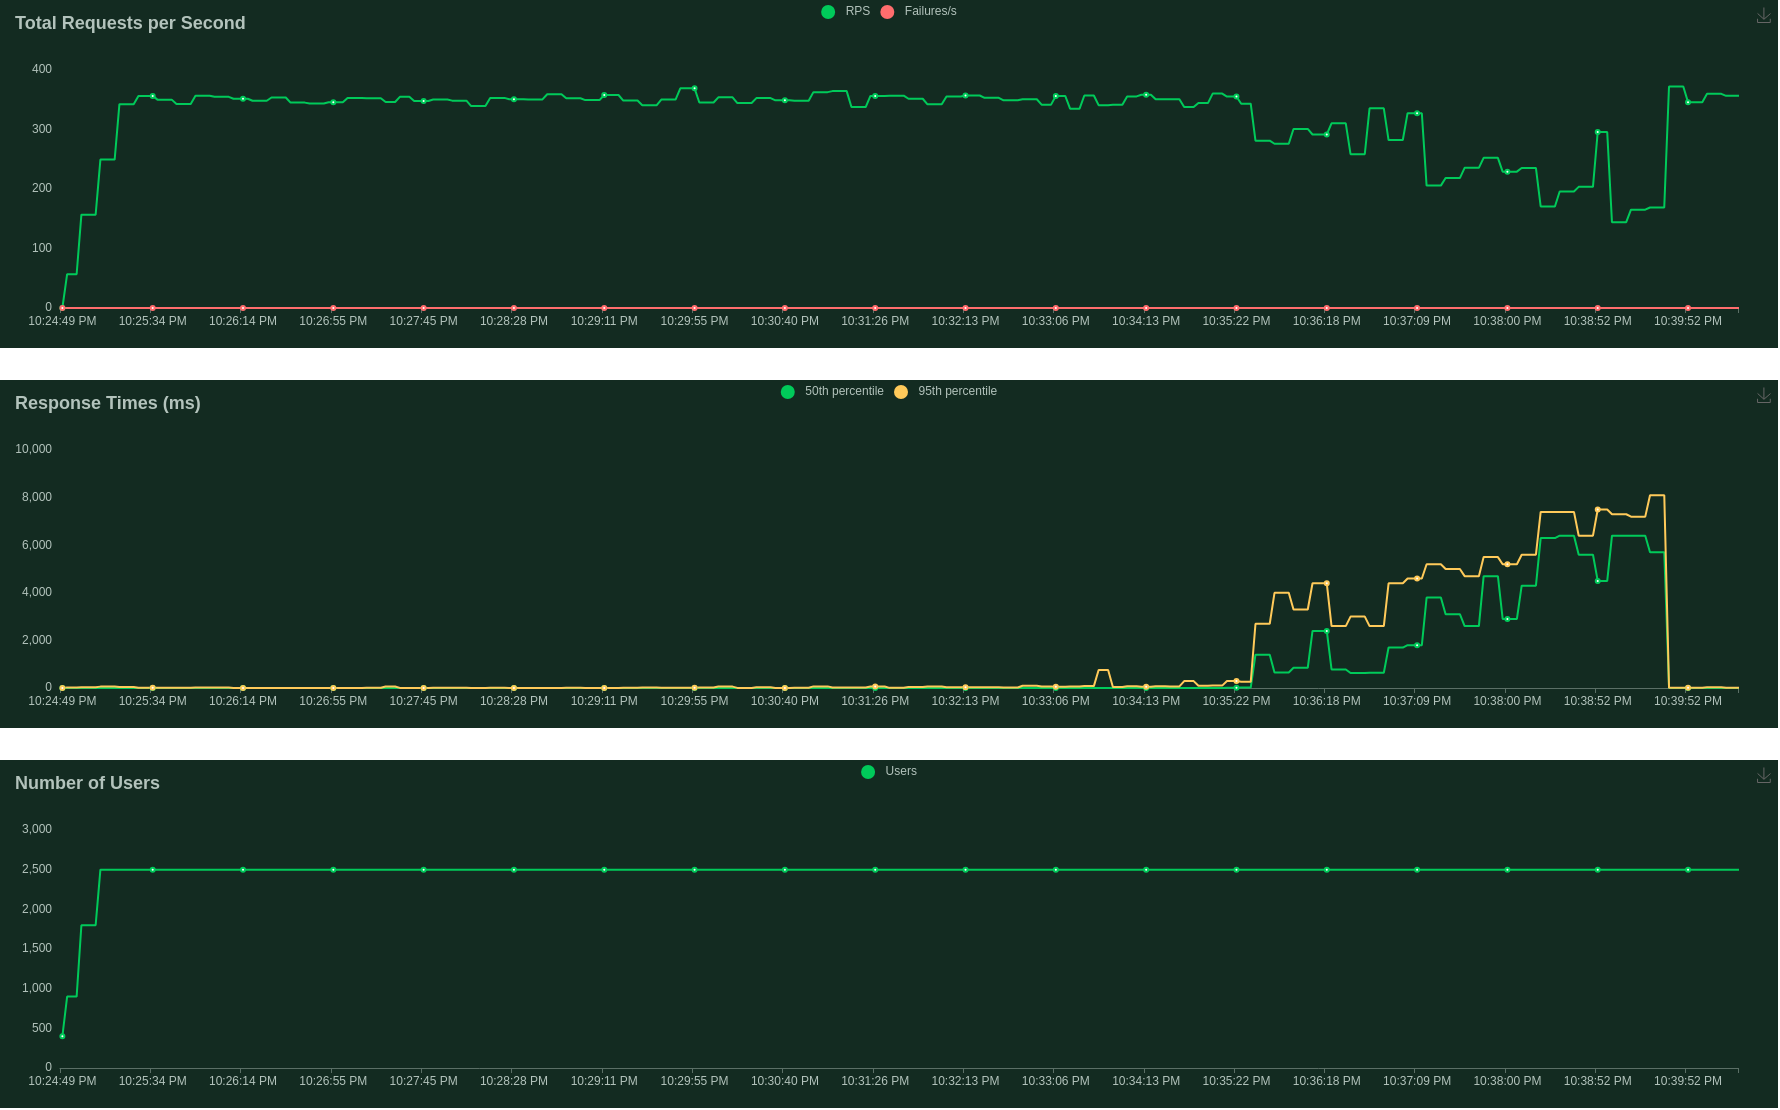 RPS Failures/s
Total Requests per Second
400
300
200
100
0
10:24:49 PM 10:25:34 PM 10:26:14 PM 10:26:55 PM 10:27:45 PM 10:28:28 PM 10:29:11 PM 10:29:55 PM 10:30:40 PM 10:31:26 PM 10:32:13 PM 10:33:06 PM 10:34:13 PM 10:35:22 PM 10:36:18 PM 10:37:09 PM 10:38:00 PM 10:38:52 PM 10:39:52 PM
50th percentile 95th percentile
Response Times (ms)
10,000
8,000
6,000
4,000
2,000
0
10:24:49 PM 10:25:34 PM 10:26:14 PM 10:26:55 PM 10:27:45 PM 10:28:28 PM 10:29:11 PM 10:29:55 PM 10:30:40 PM 10:31:26 PM 10:32:13 PM 10:33:06 PM 10:34:13 PM 10:35:22 PM 10:36:18 PM 10:37:09 PM 10:38:00 PM 10:38:52 PM 10:39:52 PM
Users
Number of Users
3,000
2,500
2,000
1,500
1,000
500
0
10:24:49 PM 10:25:34 PM 10:26:14 PM 10:26:55 PM 10:27:45 PM 10:28:28 PM 10:29:11 PM 10:29:55 PM 10:30:40 PM 10:31:26 PM 10:32:13 PM 10:33:06 PM 10:34:13 PM 10:35:22 PM 10:36:18 PM 10:37:09 PM 10:38:00 PM 10:38:52 PM 10:39:52 PM